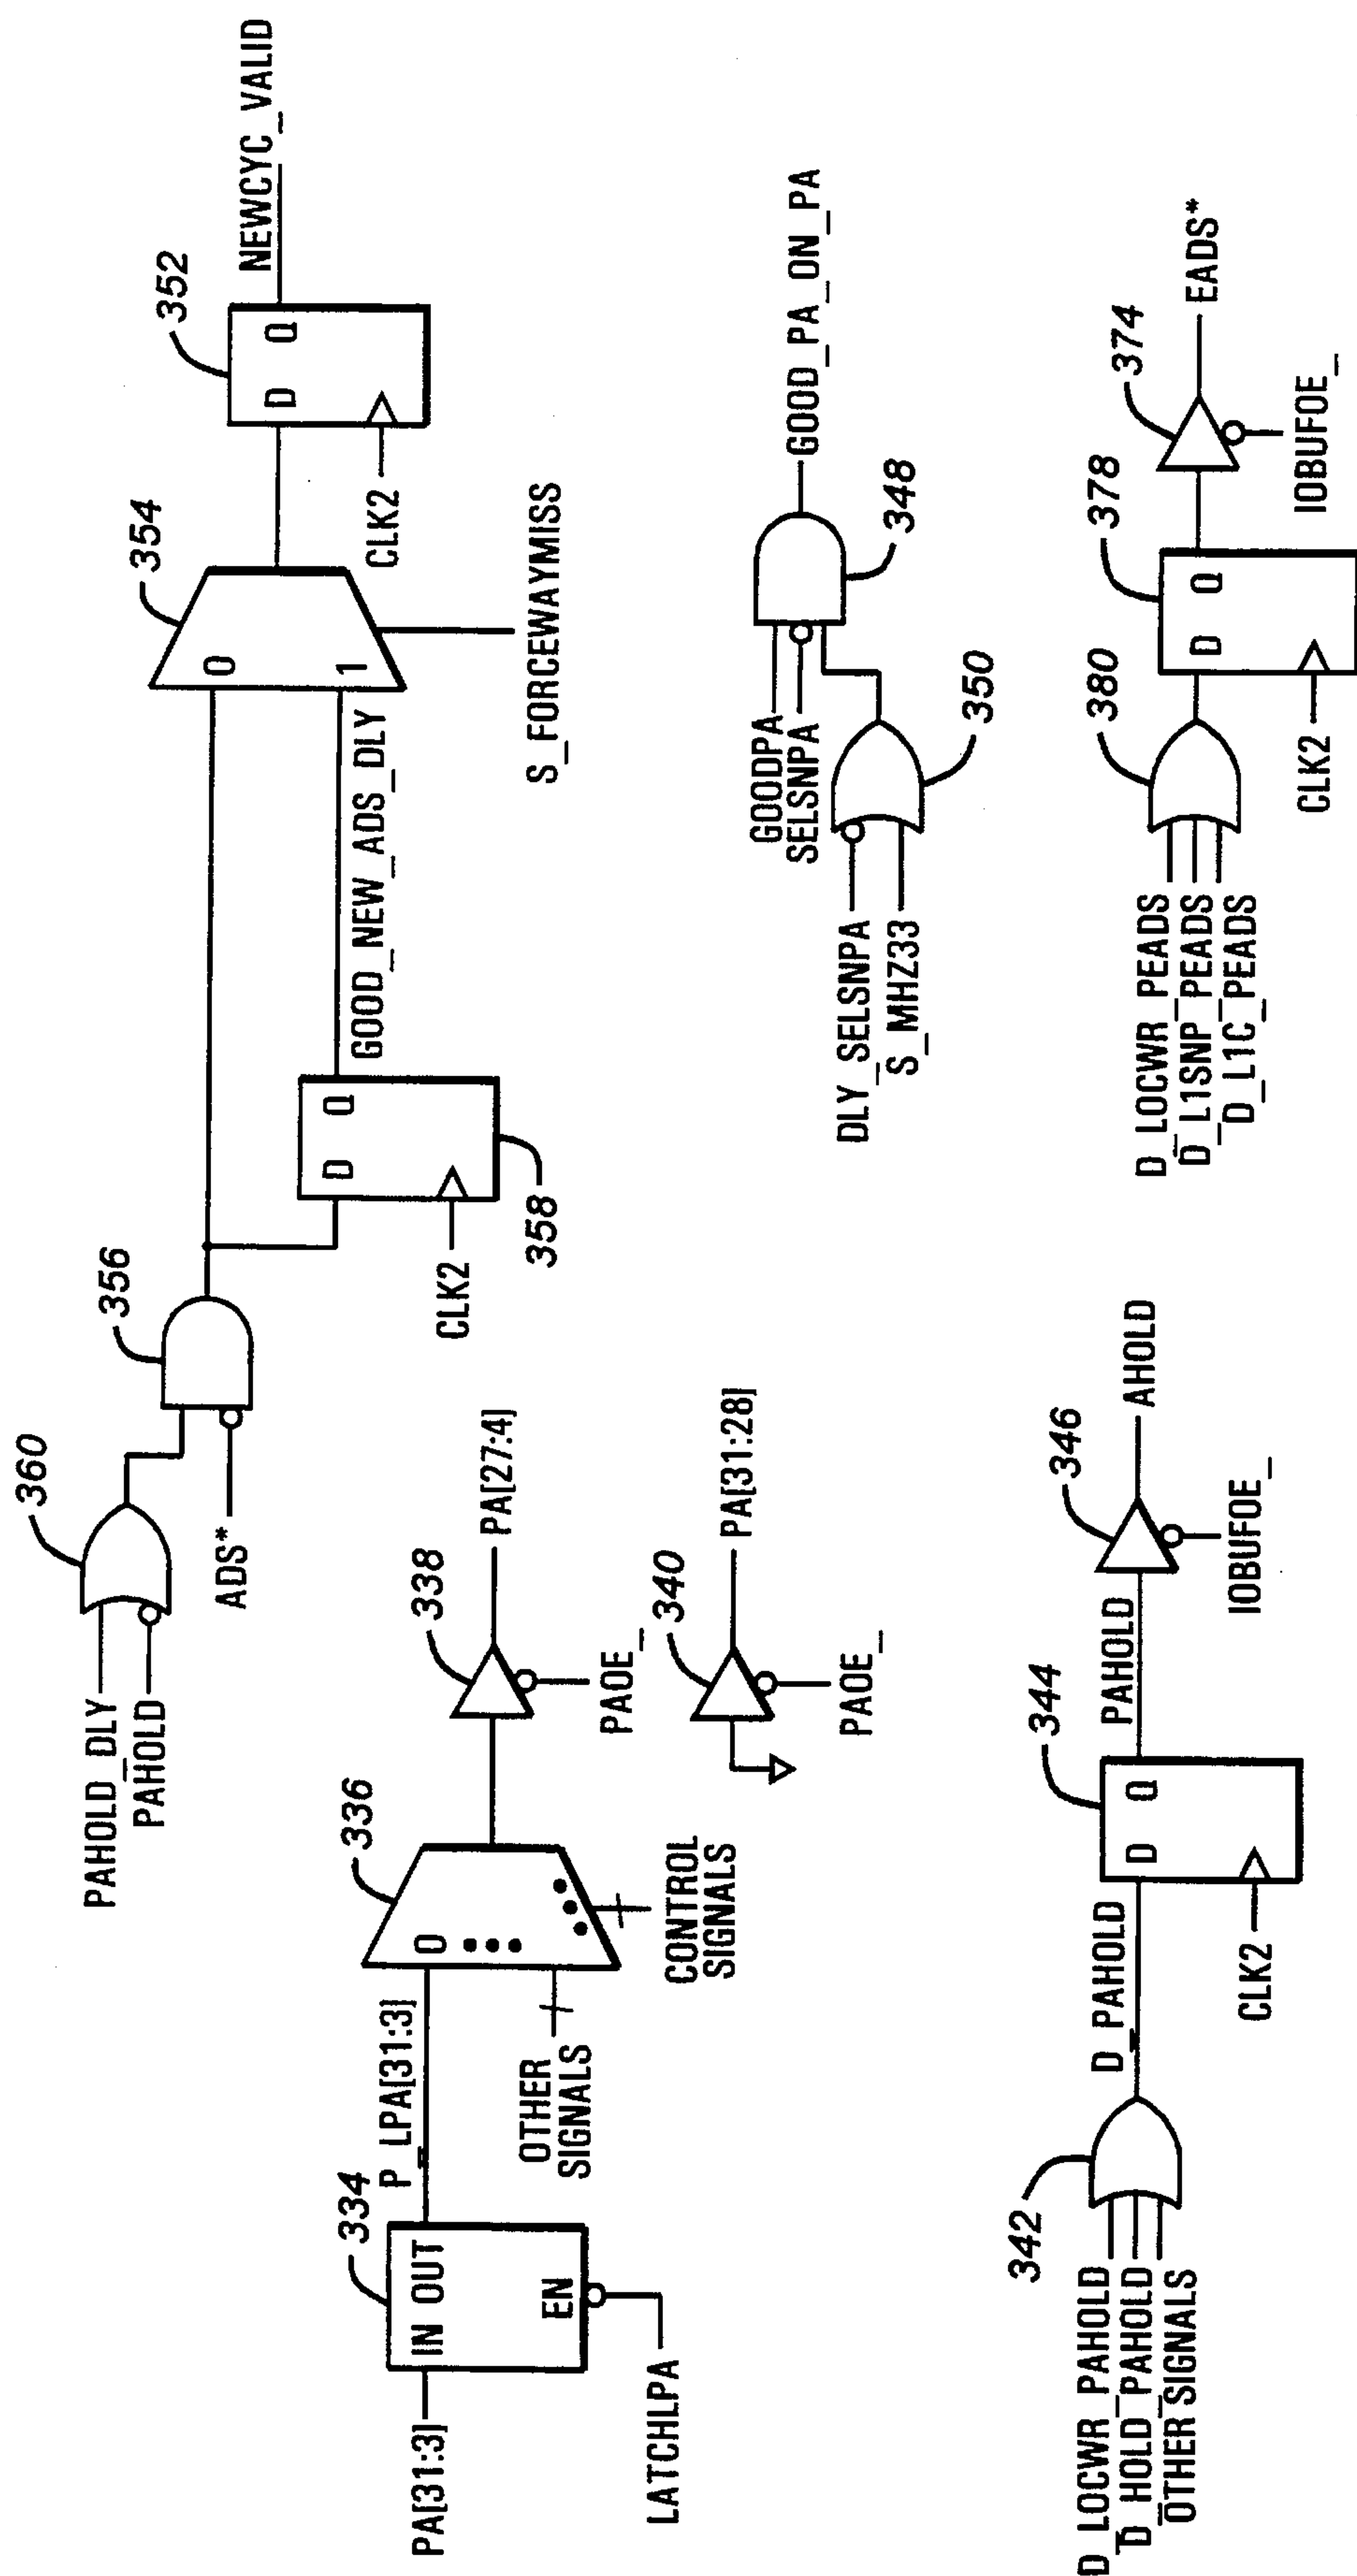 360
PAHOLD_DLY
PAHOLD
ADS*
356
D Q
CLK2
358
GOOD_NEW_ADS_DLY
354
0
1
S_FORCEWAYMISS
352
D Q
CLK2
NEWCYC_VALID
334
PA[31:3]
IN OUT
EN
LATCHLPA
P_LPA[31:3]
336
0
OTHER
SIGNALS
CONTROL
SIGNALS
338
PA[27:4]
PAOE_
340
PA[31:28]
PAOE_
GOODPA
SELSNPA
348
GOOD_PA_ON_PA
DLY_SELSNPA
S_MHZ33
350
342
D_LOCWR_PAHOLD
D_HOLD_PAHOLD
OTHER SIGNALS
D_PAHOLD
344
D Q
CLK2
PAHOLD
346
AHOLD
IOBUFOE_
380
D_LOCWR_PEADS
D_L1SNP_PEADS
D_L1C_PEADS
378
D Q
CLK2
374
EADS*
IOBUFOE_